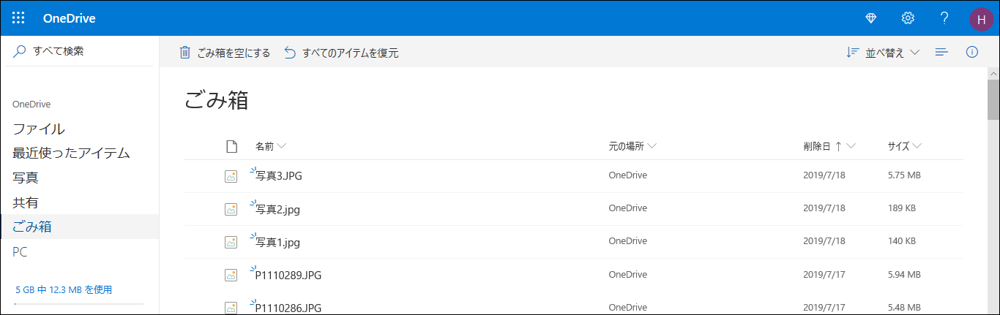 OneDrive
?
H
すべて検索
ごみ箱を空にする
すべてのアイテムを復元
並べ替え
OneDrive
ファイル
最近使ったアイテム
写真
共有
ごみ箱
PC
5 GB 中 12.3 MB を使用
ごみ箱
名前 元の場所 削除日 ↑ サイズ
写真3.JPG OneDrive 2019/7/18 5.75 MB
写真2.jpg OneDrive 2019/7/18 189 KB
写真1.jpg OneDrive 2019/7/18 140 KB
P1110289.JPG OneDrive 2019/7/17 5.94 MB
P1110286.JPG OneDrive 2019/7/17 5.48 MB